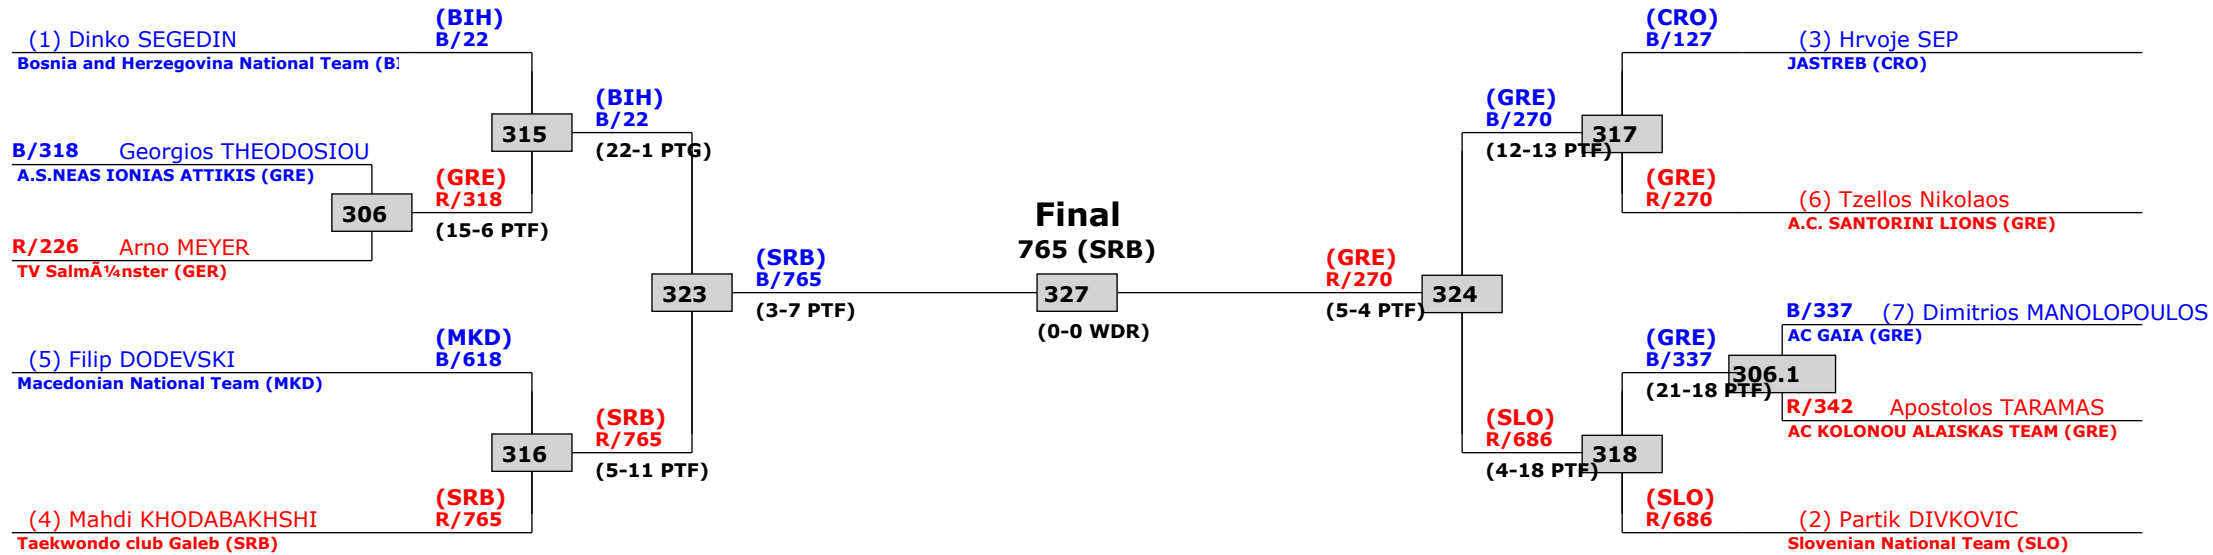 (BIH)
B/22
(1) Dinko SEGEDIN
Bosnia and Herzegovina National Team (BI
315
(BIH)
B/22
(22-1 PTG)
B/318 Georgios THEODOSIOU
A.S.NEAS IONIAS ATTIKIS (GRE)
306
(GRE)
R/318
(15-6 PTF)
R/226 Arno MEYER
TV SalmÃ¼nster (GER)
323
(SRB)
B/765
(3-7 PTF)
(MKD)
B/618
(5) Filip DODEVSKI
Macedonian National Team (MKD)
316
(SRB)
R/765
(5-11 PTF)
(SRB)
R/765
(4) Mahdi KHODABAKHSHI
Taekwondo club Galeb (SRB)
Final
765 (SRB)
327
(0-0 WDR)
(CRO)
B/127
(3) Hrvoje SEP
JASTREB (CRO)
(GRE)
B/270
317
(12-13 PTF)
(GRE)
R/270
(6) Tzellos Nikolaos
A.C. SANTORINI LIONS (GRE)
(GRE)
R/270
324
(5-4 PTF)
B/337 (7) Dimitrios MANOLOPOULOS
AC GAIA (GRE)
(GRE)
B/337
306.1
(21-18 PTF)
R/342 Apostolos TARAMAS
AC KOLONOU ALAISKAS TEAM (GRE)
(SLO)
R/686
318
(4-18 PTF)
(SLO)
R/686
(2) Partik DIVKOVIC
Slovenian National Team (SLO)